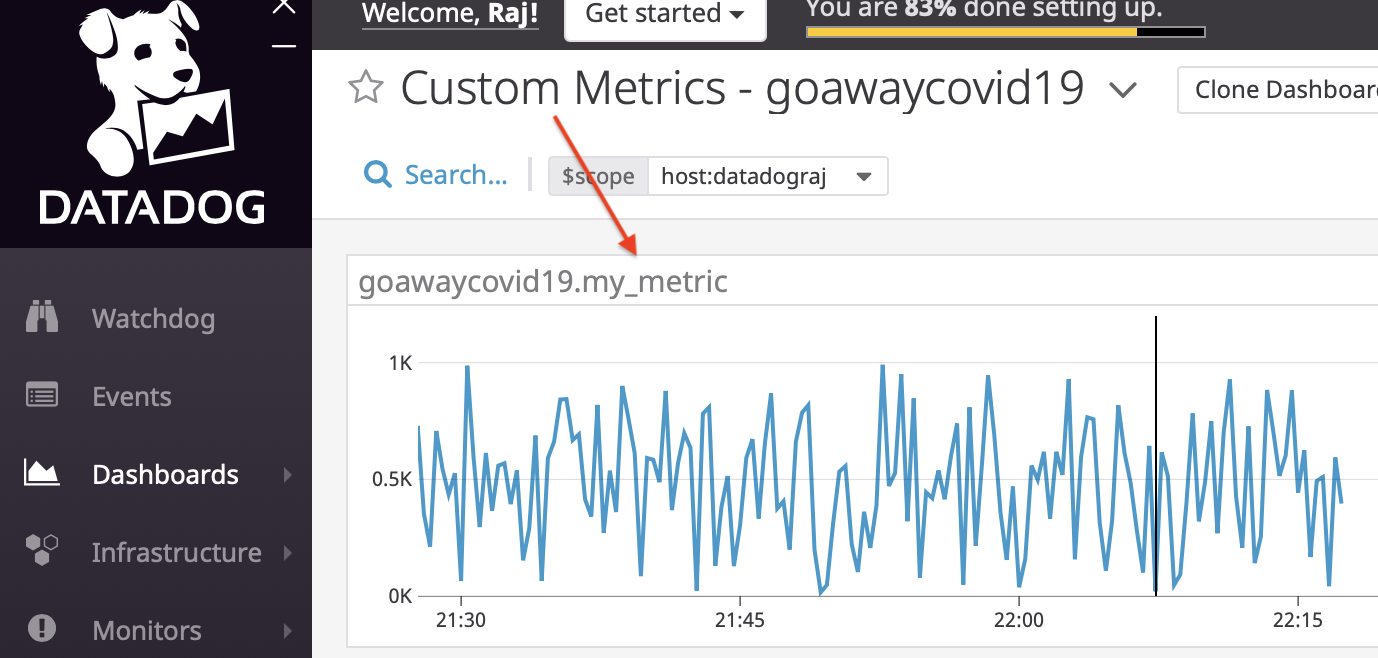 Welcome, Raj!
Get started
You are 83% done setting up.
DATADOG
Custom Metrics - goawaycovid19
Clone Dashboar
Search...
$scope
host:datadograj
Watchdog
Events
Dashboards
Infrastructure
Monitors
goawaycovid19.my_metric
1K
0.5K
0K
21:30
21:45
22:00
22:15